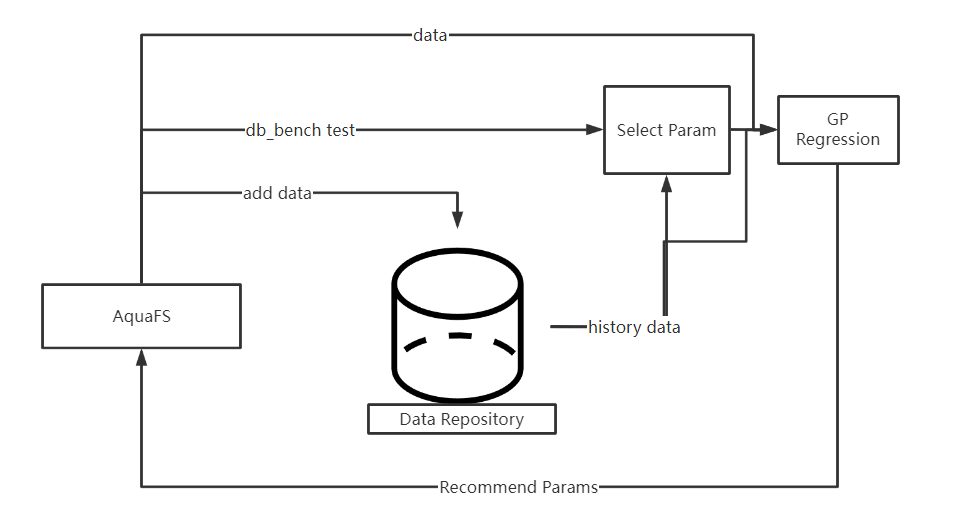 data
db_bench test
Select Param
GP
Regression
add data
AquaFS
history data
Data Repository
Recommend Params